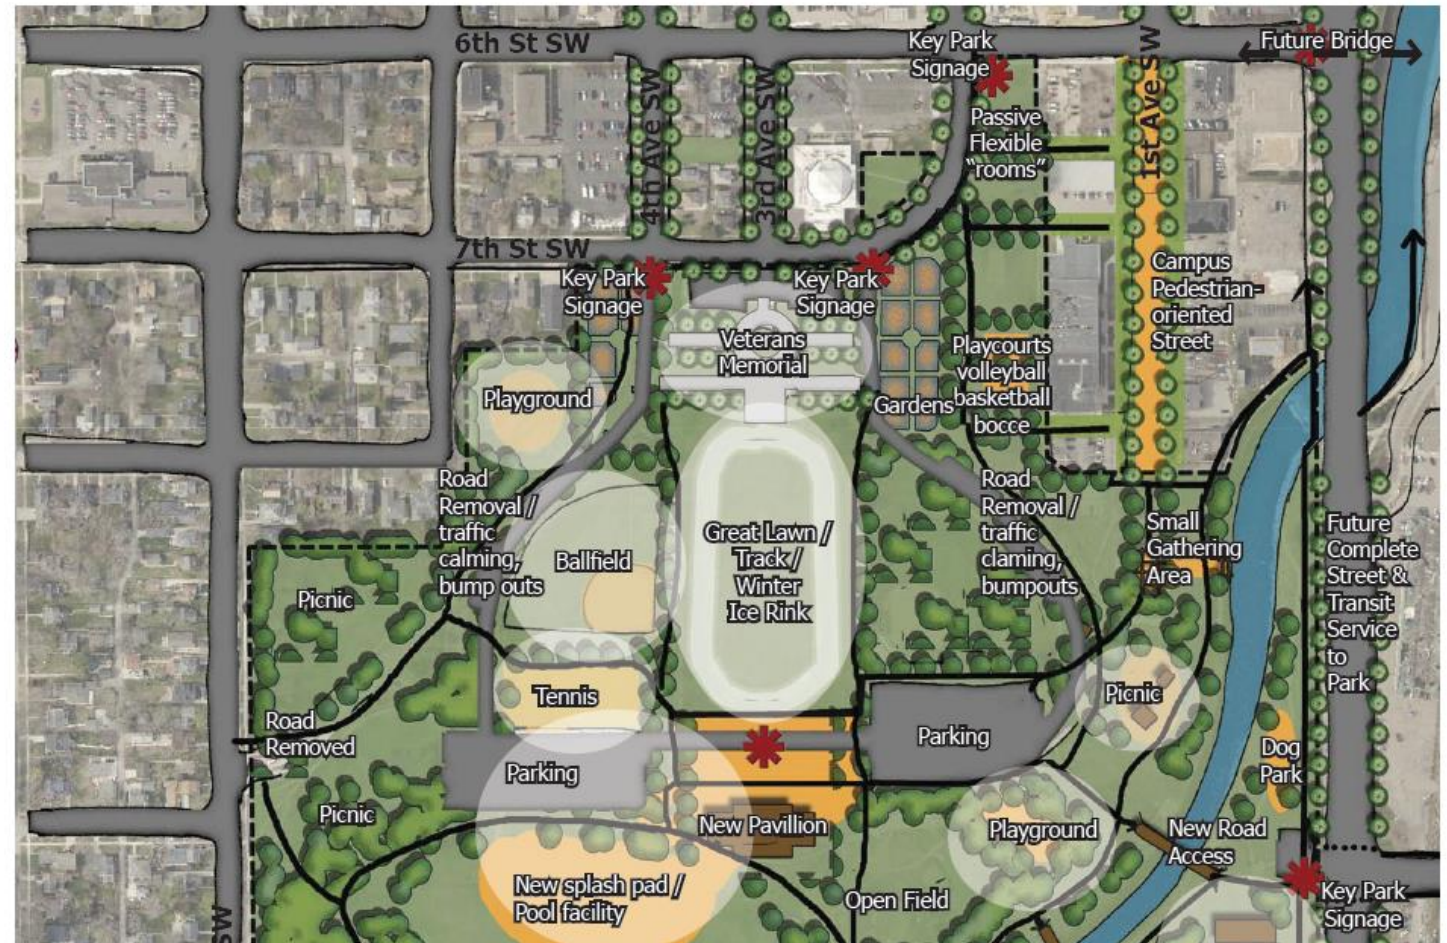 6th St SW
Key Park
Signage
Future Bridge
4th Ave SW
3rd Ave SW
1st Ave SW
Passive
Flexible
"rooms"
7th St SW
Key Park
Signage
Key Park
Signage
Campus
Pedestrian-
oriented
Street
Veterans
Memorial
Playground
Gardens
Playcourts
volleyball
basketball
bocce
Road
Removal /
traffic
calming,
bump outs
Ballfield
Great Lawn /
Track /
Winter
Ice Rink
Road
Removal /
traffic
claming,
bumpouts
Small
Gathering
Area
Future
Complete
Street &
Transit
Service
to
Park
Picnic
Tennis
Picnic
Road
Removed
Parking
Parking
Dog
Park
Picnic
New Pavillion
Playground
New Road
Access
New splash pad /
Pool facility
Open Field
Key Park
Signage
SW